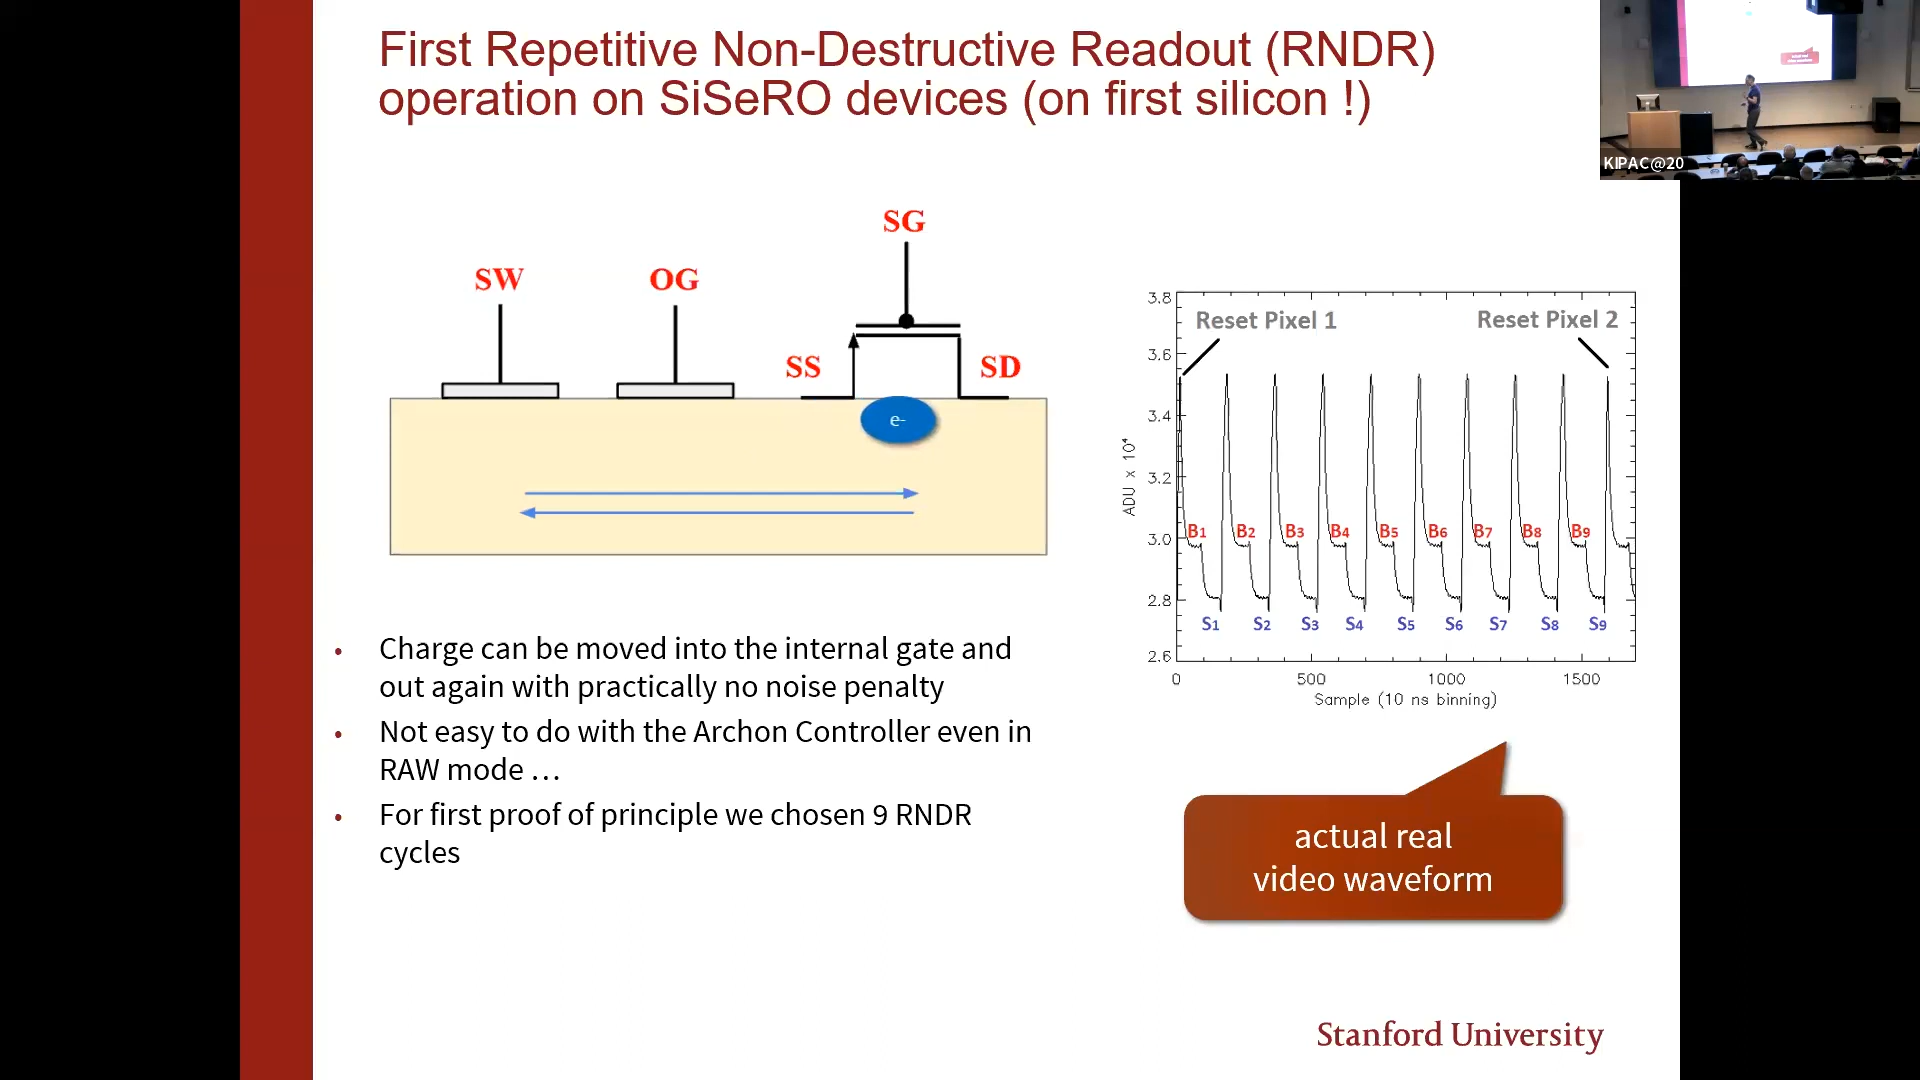 First Repetitive Non-Destructive Readout (RNDR)
operation on SiSeRO devices (on first silicon !)
KIPAC@20
SG
SW
OG
SS
SD
e-
Charge can be moved into the internal gate and
out again with practically no noise penalty
Not easy to do with the Archon Controller even in
RAW mode …
For first proof of principle we chosen 9 RNDR
cycles
Reset Pixel 1
Reset Pixel 2
3.8
3.6
3.4
3.2
3.0
2.8
2.6
ADU x 10⁴
B1 B2 B3 B4 B5 B6 B7 B8 B9
S1 S2 S3 S4 S5 S6 S7 S8 S9
0 500 1000 1500
Sample (10 ns binning)
actual real
video waveform
Stanford University